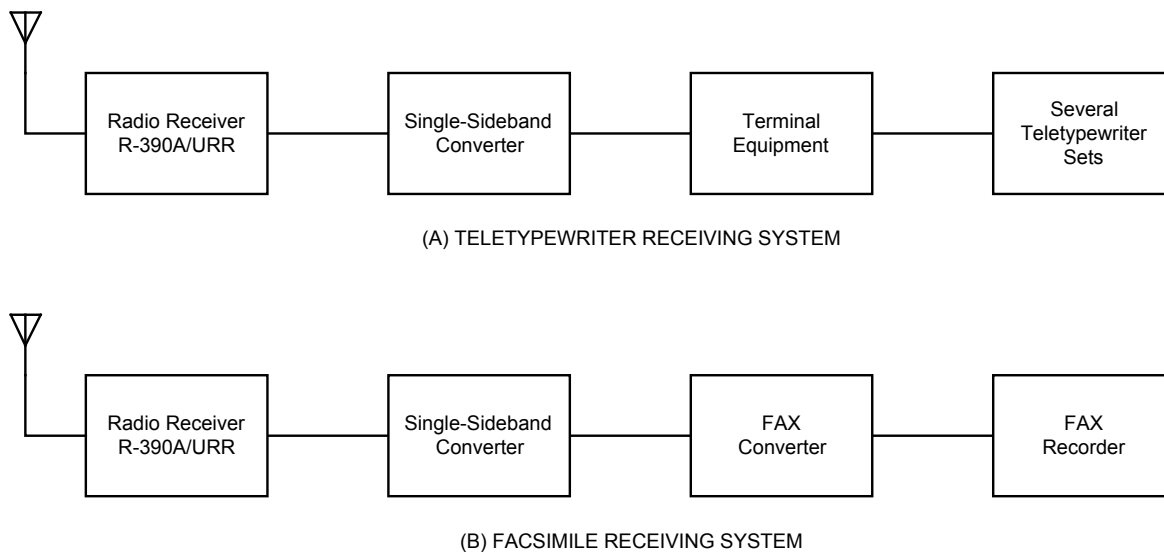 Radio Receiver
R-390A/URR
Single-Sideband
Converter
Terminal
Equipment
Several
Teletypewriter
Sets
(A) TELETYPEWRITER RECEIVING SYSTEM
Radio Receiver
R-390A/URR
Single-Sideband
Converter
FAX
Converter
FAX
Recorder
(B) FACSIMILE RECEIVING SYSTEM